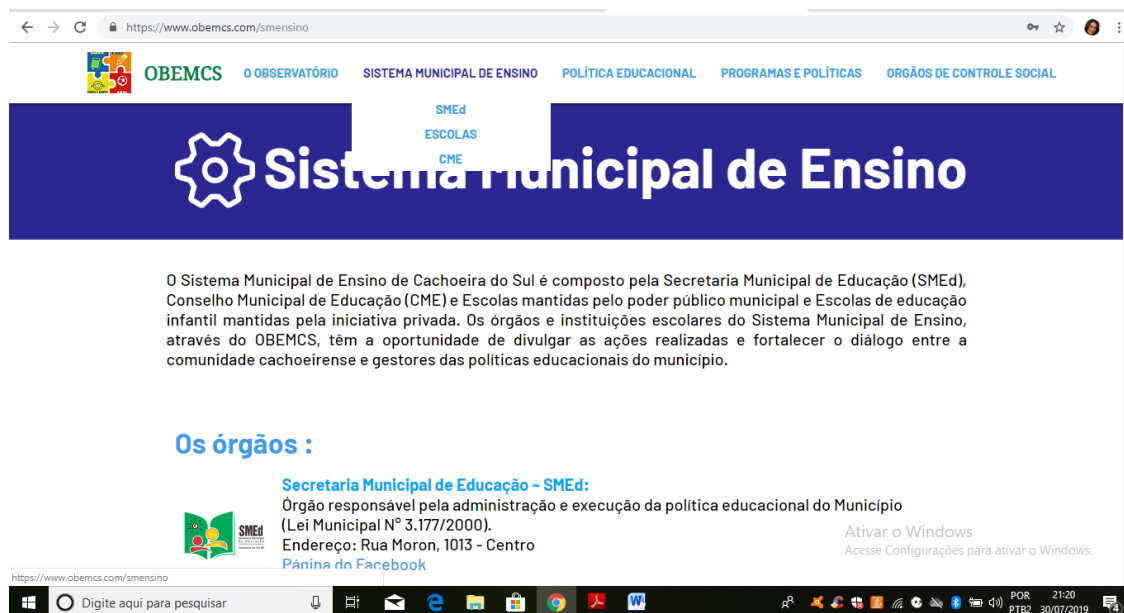 https://www.obemcs.com/smensino
OBEMCS O OBSERVATÓRIO SISTEMA MUNICIPAL DE ENSINO POLÍTICA EDUCACIONAL PROGRAMAS E POLÍTICAS ORGÃOS DE CONTROLE SOCIAL
SMEd
ESCOLAS
CME
Sistema Municipal de Ensino
O Sistema Municipal de Ensino de Cachoeira do Sul é composto pela Secretaria Municipal de Educação (SMEd),
Conselho Municipal de Educação (CME) e Escolas mantidas pelo poder público municipal e Escolas de educação
infantil mantidas pela iniciativa privada. Os órgãos e instituições escolares do Sistema Municipal de Ensino,
através do OBEMCS, têm a oportunidade de divulgar as ações realizadas e fortalecer o diálogo entre a
comunidade cachoeirense e gestores das políticas educacionais do município.
Os órgãos :
Secretaria Municipal de Educação – SMEd:
Órgão responsável pela administração e execução da política educacional do Município
(Lei Municipal N° 3.177/2000).
SMEd
Endereço: Rua Moron, 1013 - Centro
Página do Facebook
Ativar o Windows
Acesse Configurações para ativar o Windows.
https://www.obemcs.com/smensino
Digite aqui para pesquisar
POR 21:20
PTB2 30/07/2019
4